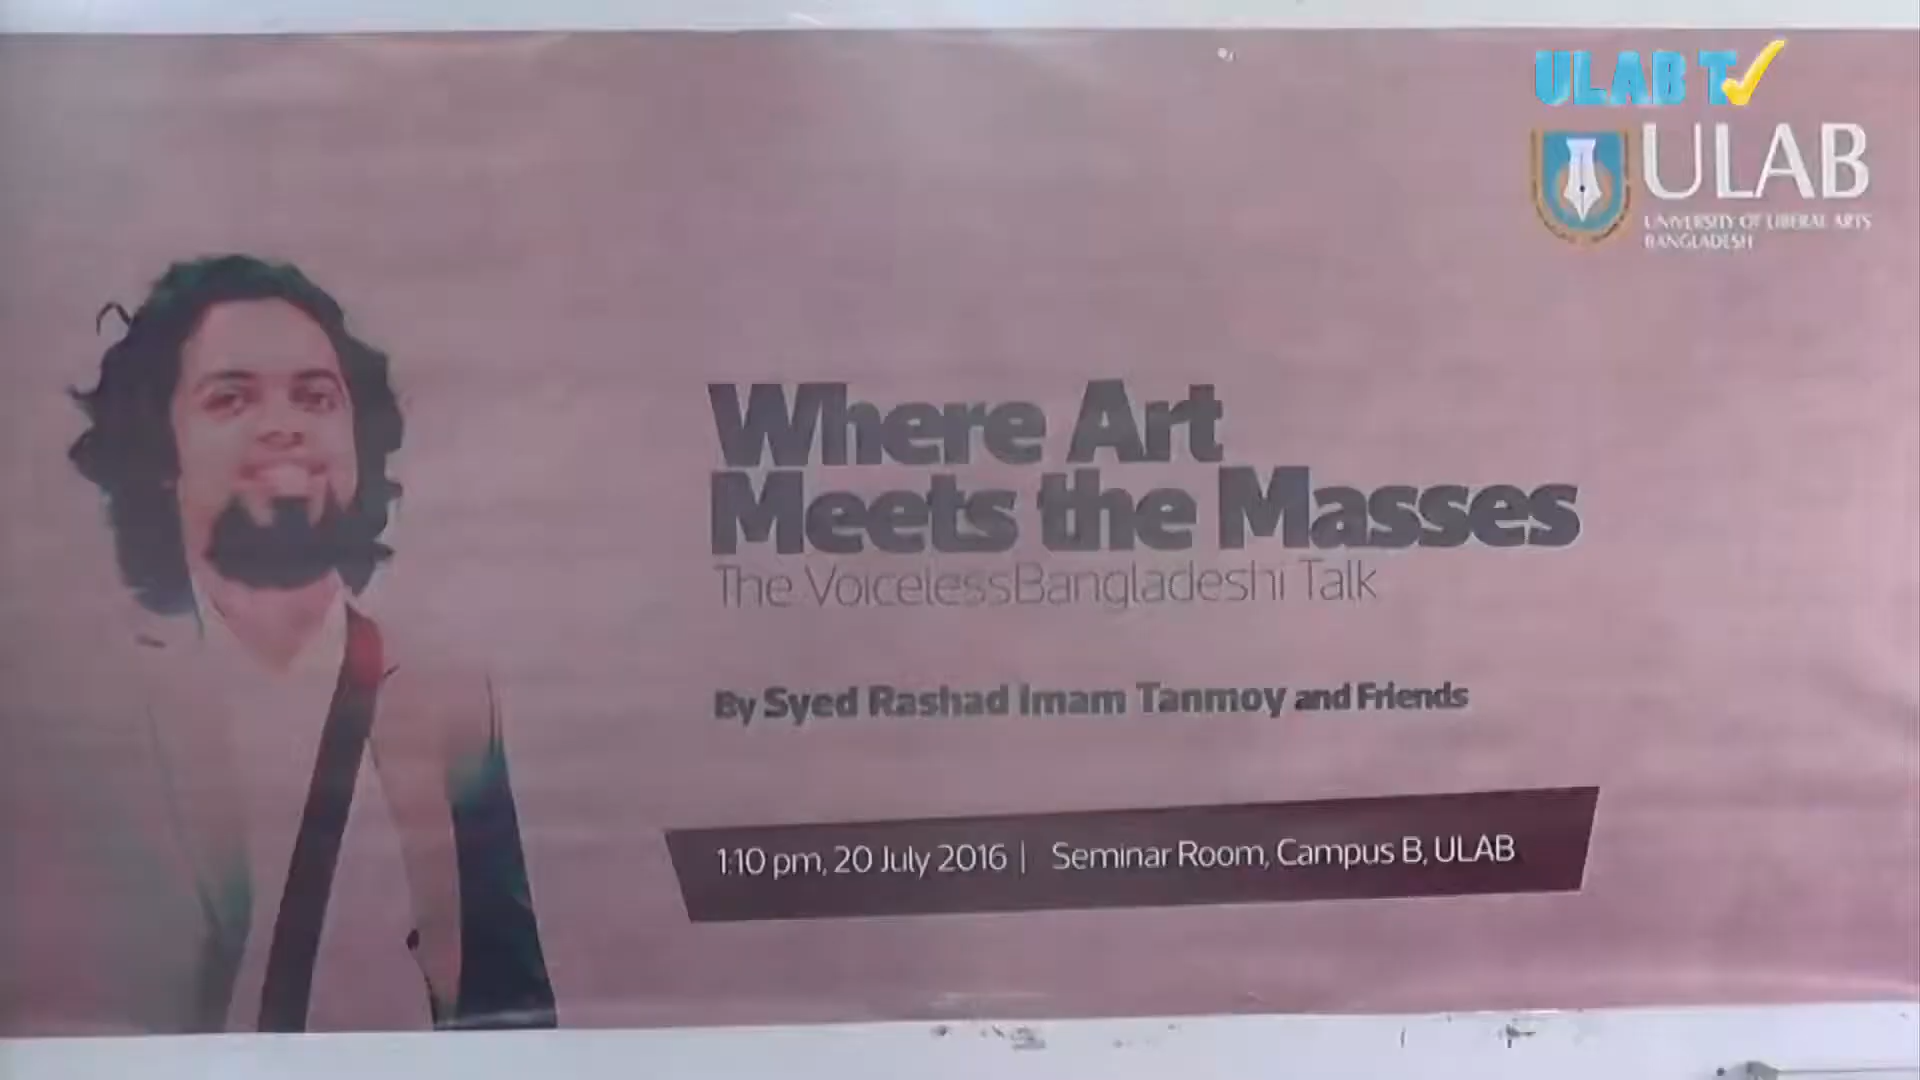 ULAB TV
ULAB
UNIVERSITY OF LIBERAL ARTS
BANGLADESH
Where Art
Meets the Masses
The VoicelessBangladeshi Talk
By Syed Rashad Imam Tanmoy and Friends
1:10 pm, 20 July 2016 | Seminar Room, Campus B, ULAB